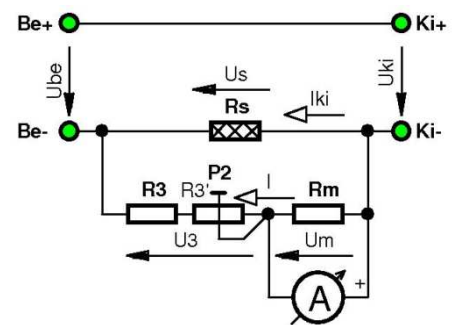 Be+ Ki+
Ube Us Iki Uki
Rs
Be- Ki-
P2
R3 R3' I Rm
U3 Um
A +